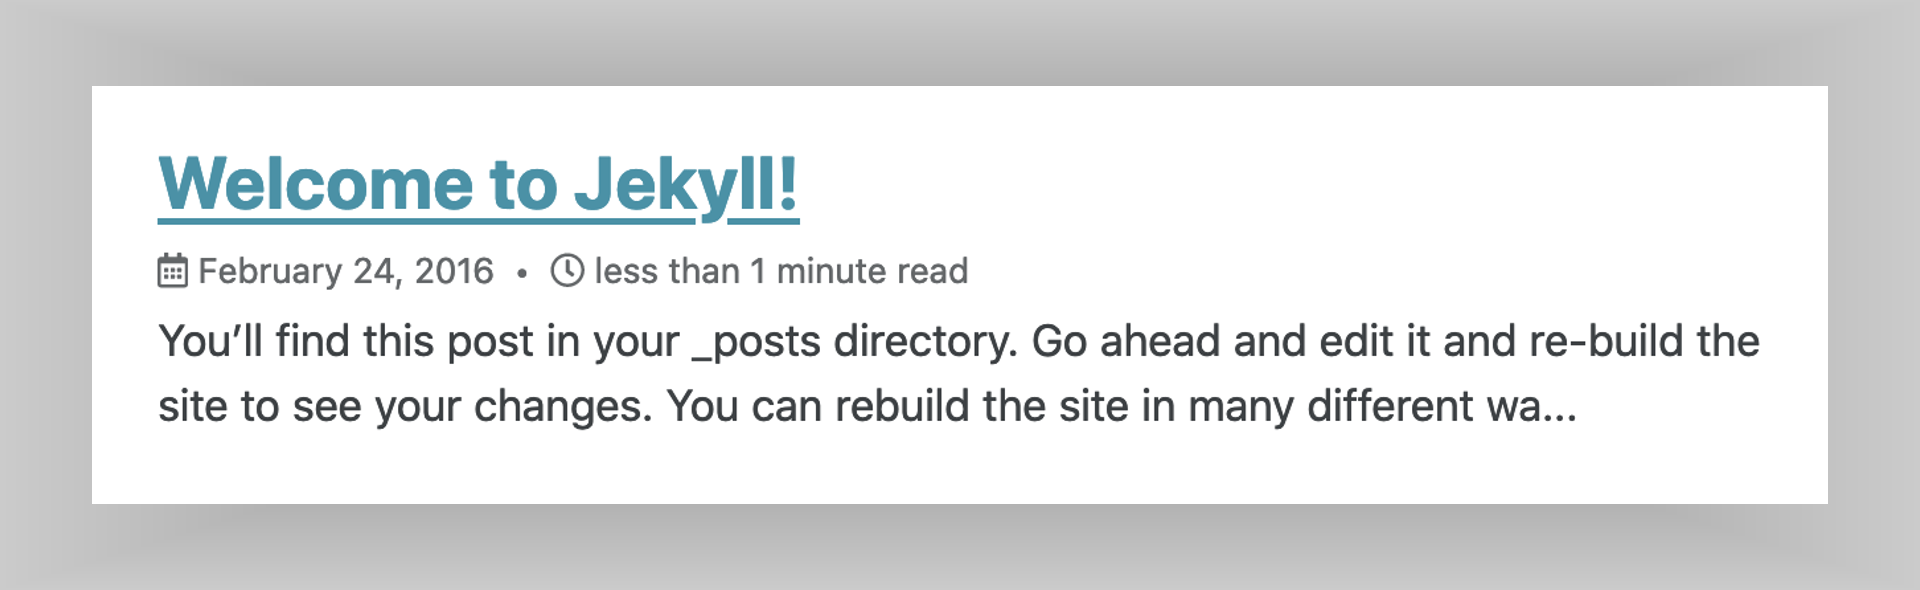 Welcome to Jekyll!
February 24, 2016 • less than 1 minute read
You’ll find this post in your _posts directory. Go ahead and edit it and re-build the
site to see your changes. You can rebuild the site in many different wa...